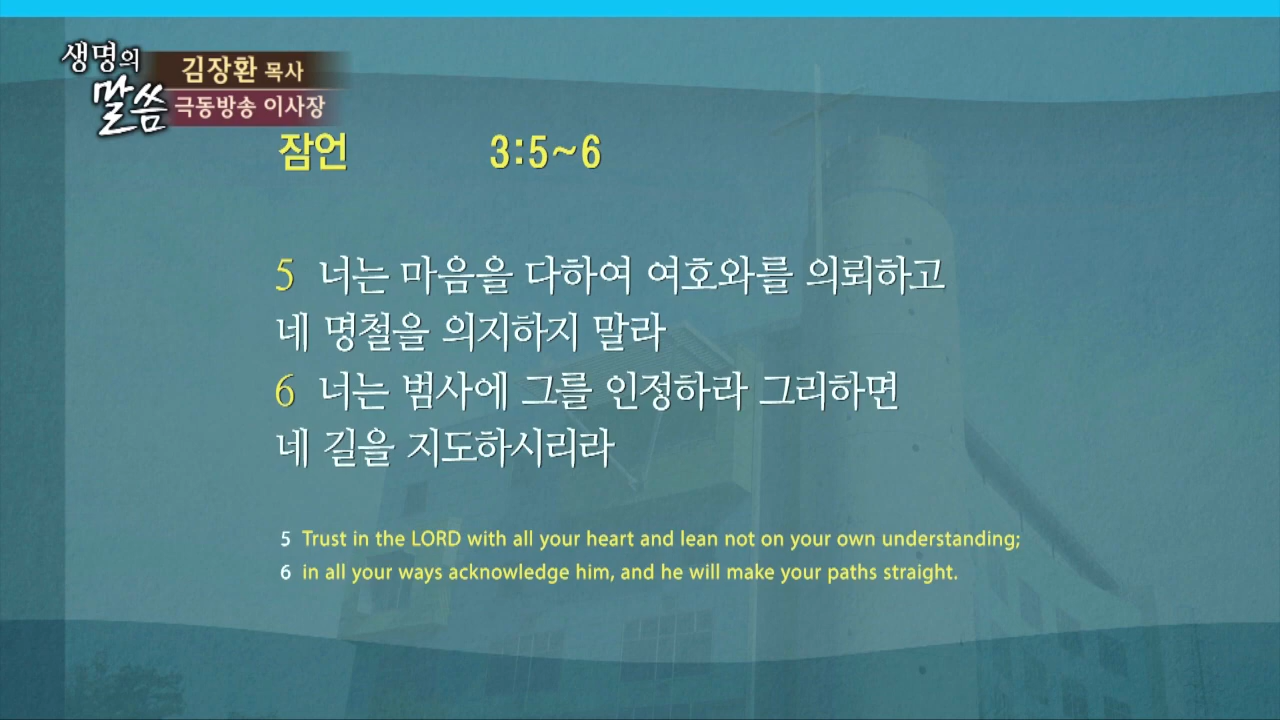 생명의
말씀
김장환 목사
극동방송 이사장
잠언 3:5~6
5 너는 마음을 다하여 여호와를 의뢰하고
네 명철을 의지하지 말라
6 너는 범사에 그를 인정하라 그리하면
네 길을 지도하시리라
5 Trust in the LORD with all your heart and lean not on your own understanding;
6 in all your ways acknowledge him, and he will make your paths straight.